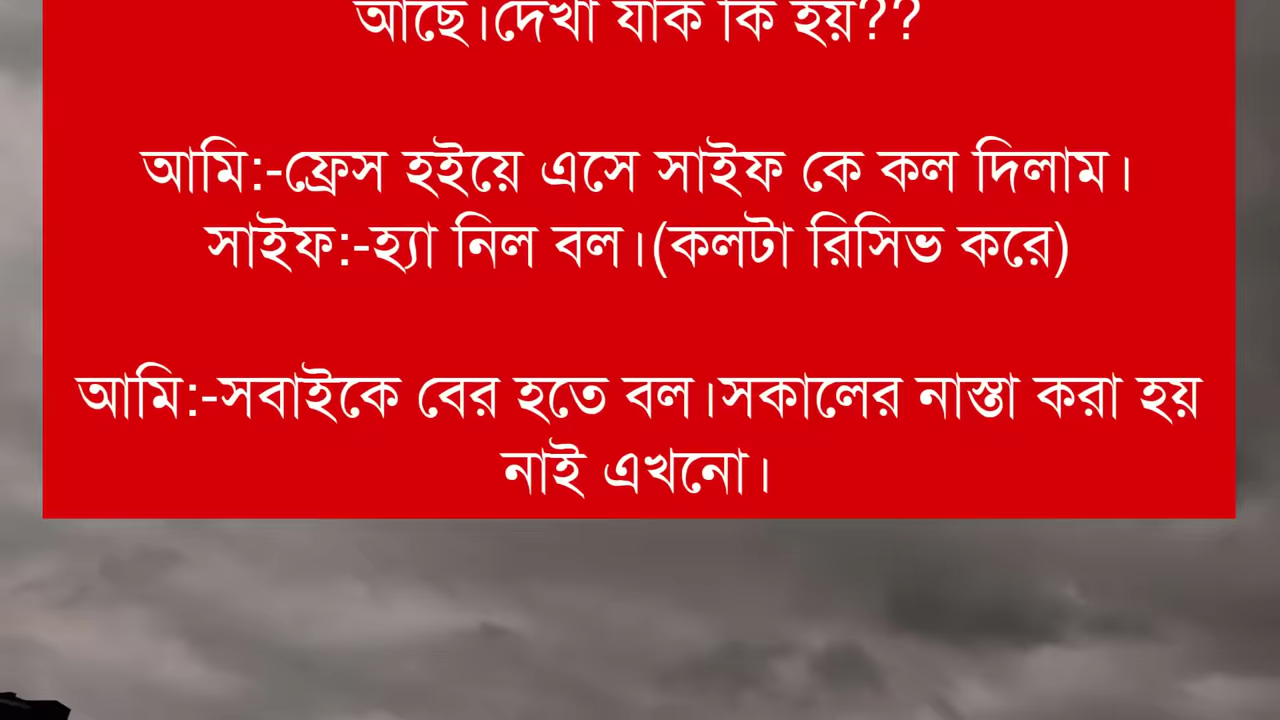 আছে।দেখা যাক কি হয়??
আমি:-ফ্রেস হইয়ে এসে সাইফ কে কল দিলাম।
সাইফ:-হ্যা নিল বল।(কলটা রিসিভ করে)
আমি:-সবাইকে বের হতে বল।সকালের নাস্তা করা হয়
নাই এখনো।